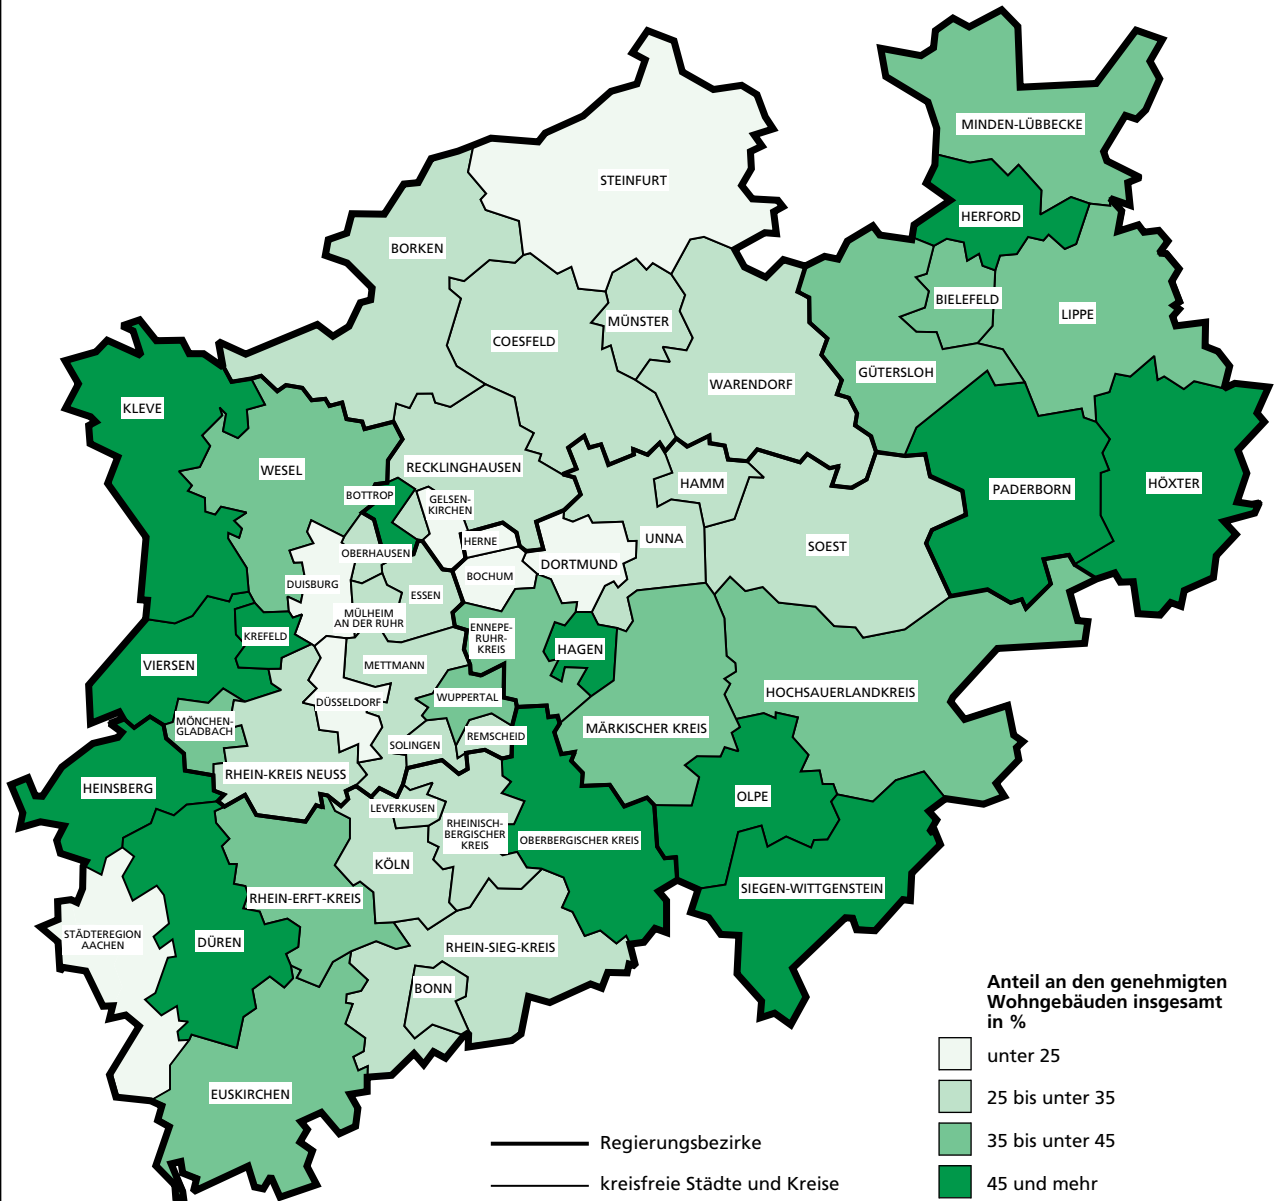 MINDEN-LÜBBECKE
STEINFURT
HERFORD
BORKEN
BIELEFELD
LIPPE
MÜNSTER
COESFELD
GÜTERSLOH
WARENDORF
KLEVE
WESEL
RECKLINGHAUSEN
HAMM
HÖXTER
PADERBORN
BOTTROP
GELSEN-
KIRCHEN
UNNA
HERNE
SOEST
OBERHAUSEN
DORTMUND
BOCHUM
DUISBURG
ESSEN
MÜLHEIM
AN DER RUHR
ENNEPE-
RUHR-
KREIS
KREFELD
HAGEN
VIERSEN
METTMANN
HOCHSAUERLANDKREIS
WUPPERTAL
DÜSSELDORF
MÖNCHEN-
GLADBACH
MÄRKISCHER KREIS
REMSCHEID
SOLINGEN
RHEIN-KREIS NEUSS
HEINSBERG
OLPE
LEVERKUSEN
RHEINISCH-
BERGISCHER
KREIS
OBERBERGISCHER KREIS
KÖLN
SIEGEN-WITTGENSTEIN
RHEIN-ERFT-KREIS
STÄDTEREGION
AACHEN
DÜREN
RHEIN-SIEG-KREIS
BONN
EUSKIRCHEN
Anteil an den genehmigten
Wohngebäuden insgesamt
in %
unter 25
25 bis unter 35
35 bis unter 45
45 und mehr
Regierungsbezirke
kreisfreie Städte und Kreise